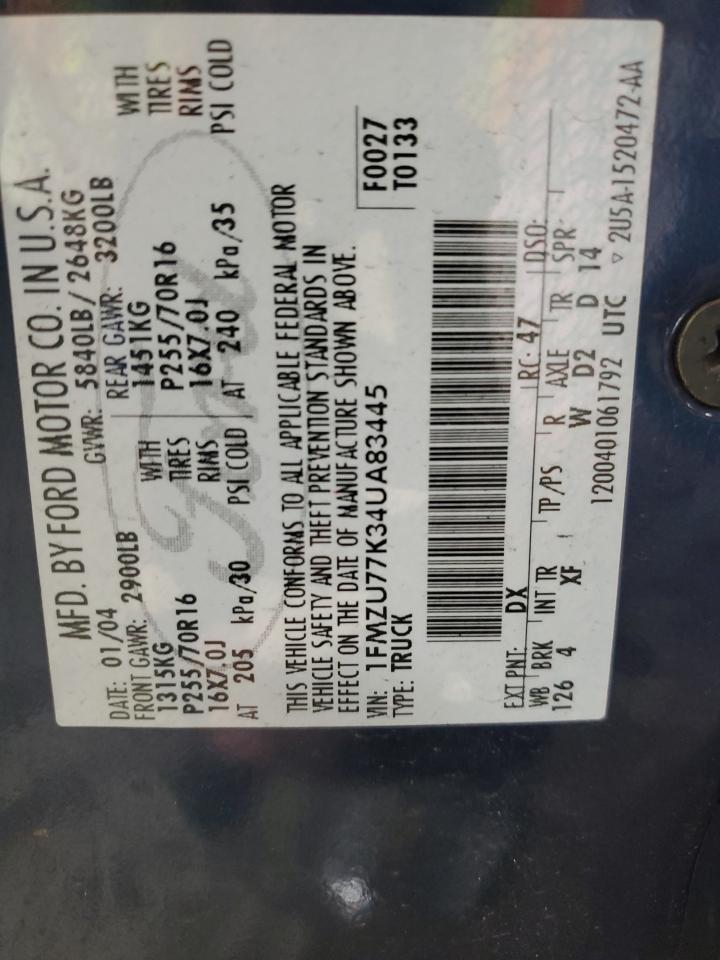 MFD. BY FORD MOTOR CO. IN U.S.A.
DATE: 01/04 GVWR: 5840LB / 2648KG
FRONT GAWR: 2900LB REAR GAWR: 3200LB
1315KG WITH 1451KG WITH
P255/70R16 TIRES P255/70R16 TIRES
16X7.0J RIMS 16X7.0J RIMS
AT 205 kPa/30 PSI COLD AT 240 kPa/35 PSI COLD
THIS VEHICLE CONFORMS TO ALL APPLICABLE FEDERAL MOTOR
VEHICLE SAFETY AND THEFT PREVENTION STANDARDS IN
EFFECT ON THE DATE OF MANUFACTURE SHOWN ABOVE.
VIN: 1FMZU77K34UA83445 F0027
TYPE: TRUCK T0133
EXT PNT: DX RC: 47 DSO:
WB BRK INT TR TP/PS R AXLE TR SPR
126 4 XF W D2 D 14
1200401061792 UTC ▽ 2U5A-1520472-AA